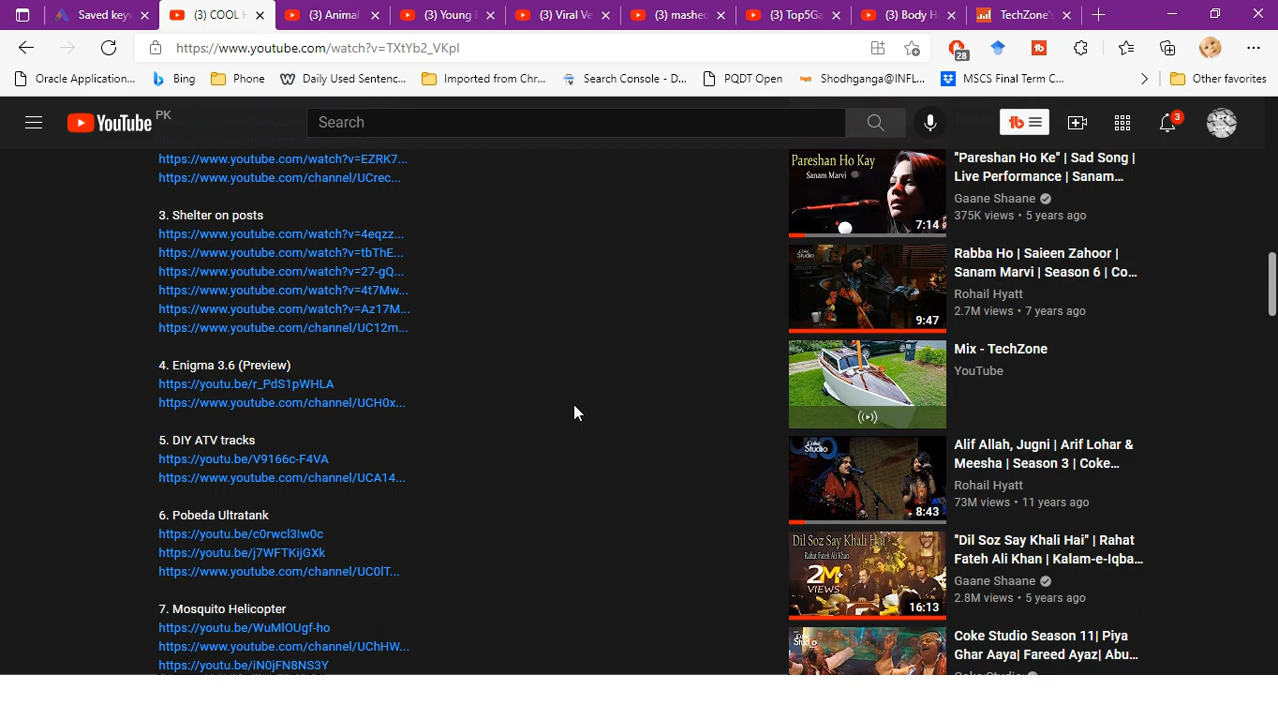 Saved key
(3) COOL H
(3) Animal
(3) Young
(3) Viral Ve
(3) mashe
(3) Top5Ga
(3) Body H
TechZone's
https://www.youtube.com/watch?v=TXtYb2_VKpI
28
Oracle Application...
Bing
Phone
Daily Used Sentenc...
Imported from Chr...
Search Console - D...
PQDT Open
Shodhganga@INFL...
MSCS Final Term C...
Other favorites
YouTube PK
Search
3
https://www.youtube.com/watch?v=EZRK7...
https://www.youtube.com/channel/UCrec...
3. Shelter on posts
https://www.youtube.com/watch?v=4eqzz...
https://www.youtube.com/watch?v=tbThE...
https://www.youtube.com/watch?v=27-gQ...
https://www.youtube.com/watch?v=4t7Mw...
https://www.youtube.com/watch?v=Az17M...
https://www.youtube.com/channel/UC12m...
4. Enigma 3.6 (Preview)
https://youtu.be/r_PdS1pWHLA
https://www.youtube.com/channel/UCH0x...
5. DIY ATV tracks
https://youtu.be/V9166c-F4VA
https://www.youtube.com/channel/UCA14...
6. Pobeda Ultratank
https://youtu.be/c0rwcl3Iw0c
https://youtu.be/j7WFTKijGXk
https://www.youtube.com/channel/UC0lT...
7. Mosquito Helicopter
https://youtu.be/WuMlOUgf-ho
https://www.youtube.com/channel/UChHW...
https://youtu.be/iN0jFN8NS3Y
Pareshan Ho Kay
Sanam Marvi
7:14
"Pareshan Ho Ke" | Sad Song |
Live Performance | Sanam...
Gaane Shaane
375K views • 5 years ago
9:47
Rabba Ho | Saieen Zahoor |
Sanam Marvi | Season 6 | Co...
Rohail Hyatt
2.7M views • 7 years ago
Mix - TechZone
YouTube
8:43
Alif Allah, Jugni | Arif Lohar &
Meesha | Season 3 | Coke...
Rohail Hyatt
73M views • 11 years ago
Dil Soz Say Khali Hai
Rahat Fateh Ali Khan
2M
VIEWS
16:13
"Dil Soz Say Khali Hai" | Rahat
Fateh Ali Khan | Kalam-e-Iqba...
Gaane Shaane
2.8M views • 5 years ago
Coke Studio Season 11| Piya
Ghar Aaya| Fareed Ayaz| Abu...